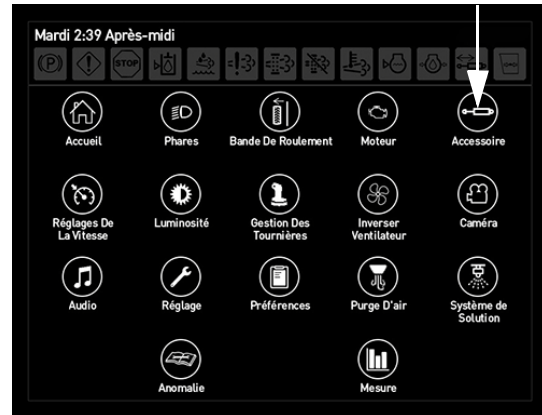 Mardi 2:39 Après-midi
(P) STOP
Accueil Phares Bande De Roulement Moteur Accessoire
Réglages De La Vitesse Luminosité Gestion Des Tournières Inverser Ventilateur Caméra
Audio Réglage Préférences Purge D'air Système de Solution
Anomalie Mesure